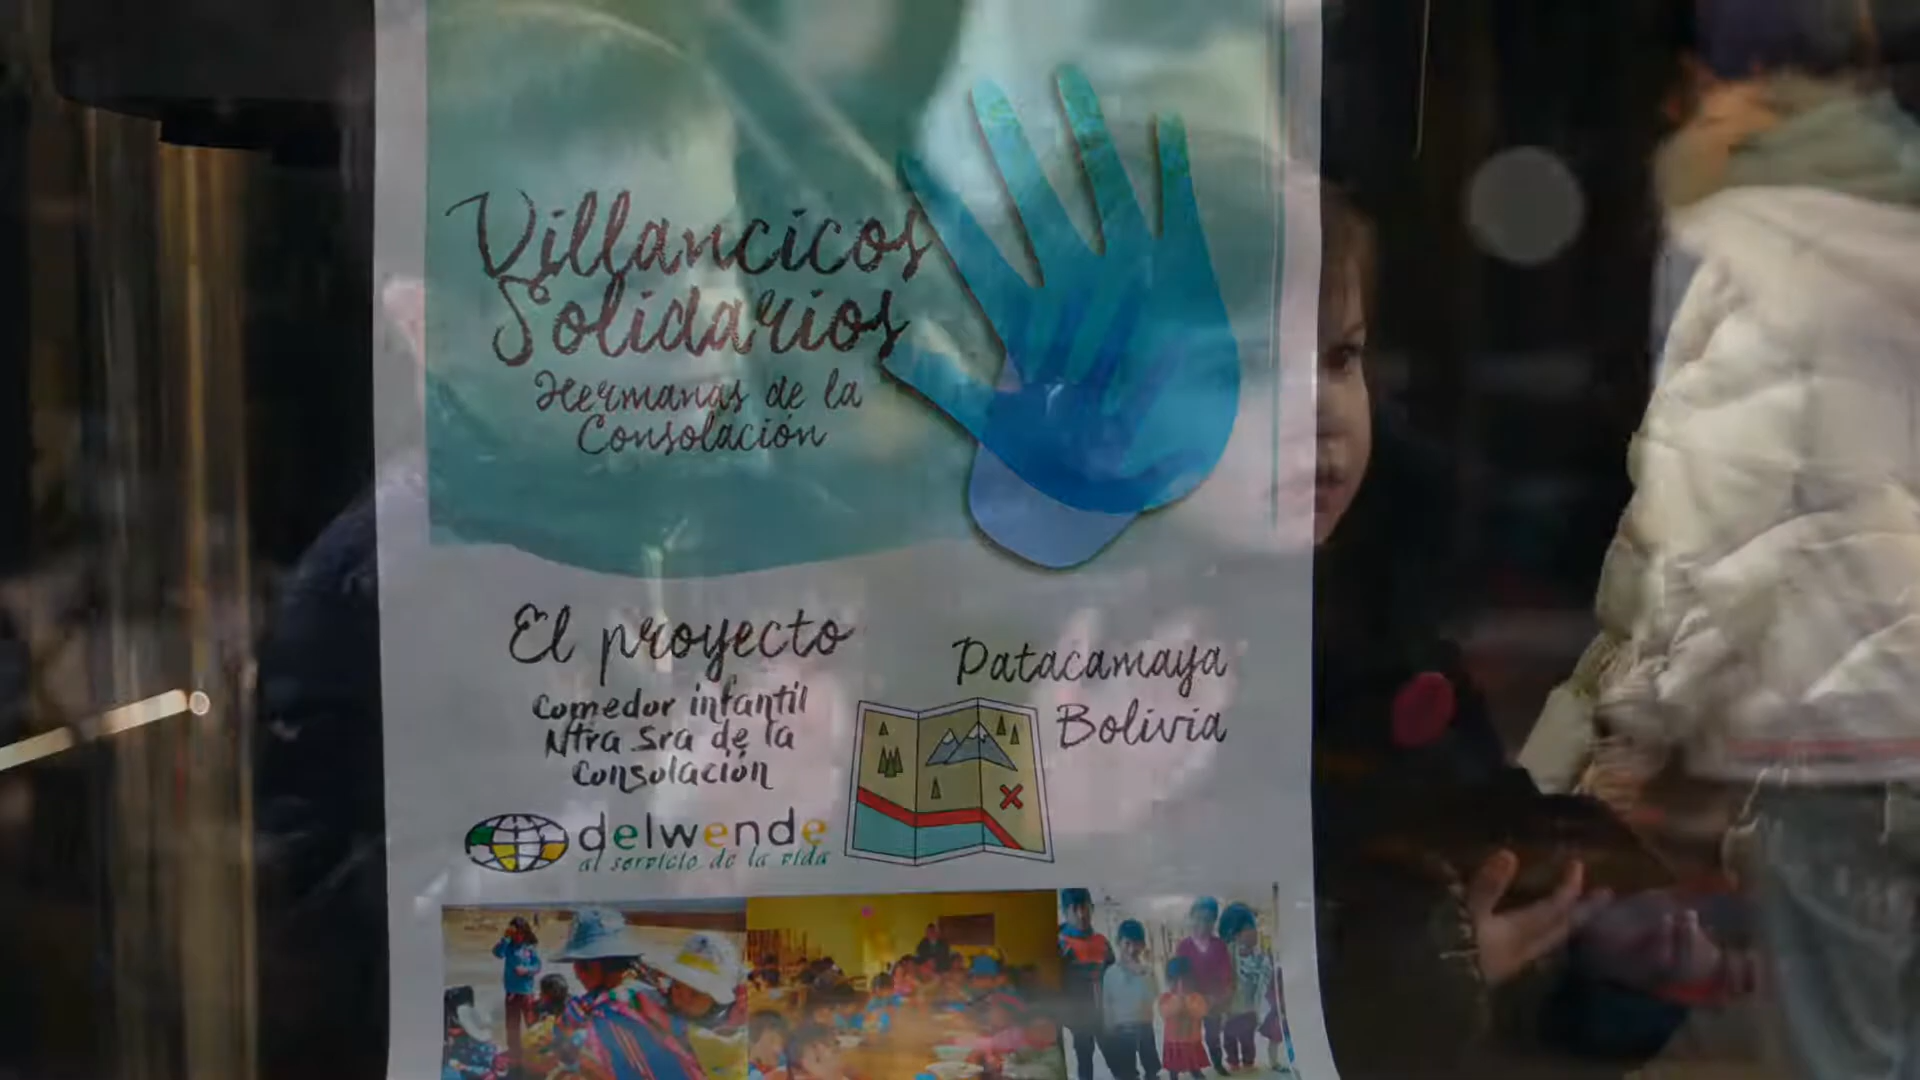 Villancicos
Solidarios
Hermanas de la
Consolación
El proyecto
Comedor infantil
Ntra Sra de la
Consolación
Patacamaya
Bolivia
delwende
al servicio de la vida